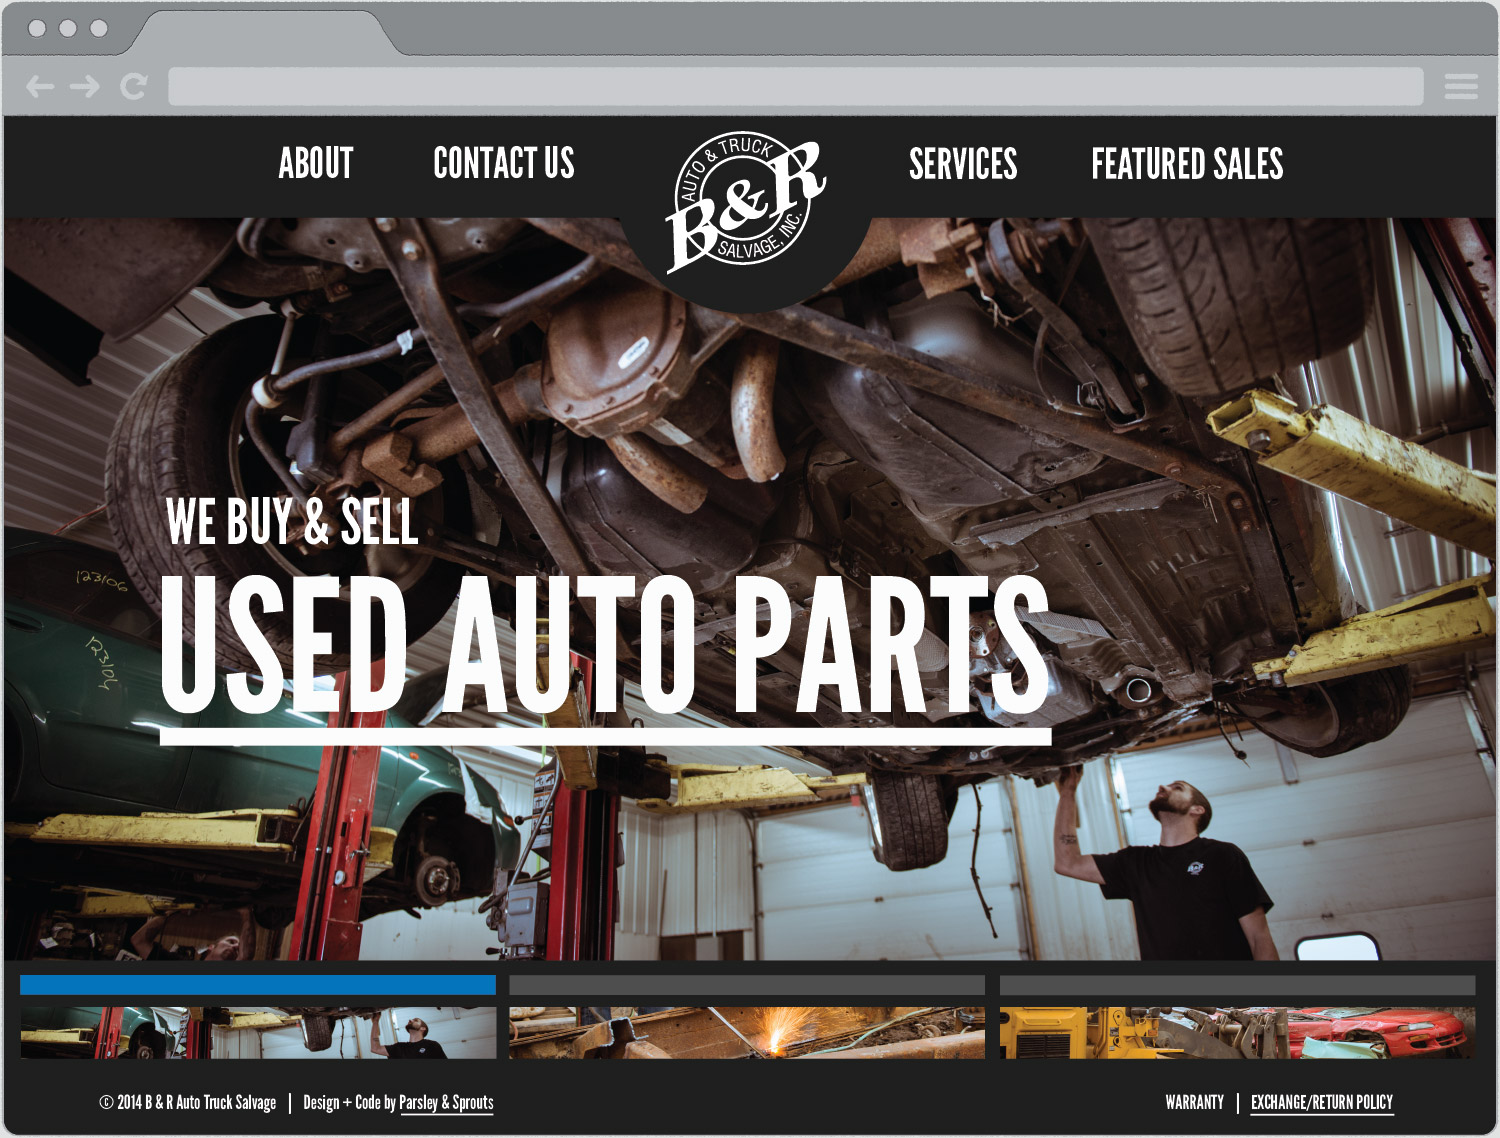 ABOUT
CONTACT US
AUTO & TRUCK
B&R
SALVAGE, INC.
SERVICES
FEATURED SALES
WE BUY & SELL
USED AUTO PARTS
123106
123104
B&R
© 2014 B & R Auto Truck Salvage | Design + Code by Parsley & Sprouts
WARRANTY | EXCHANGE/RETURN POLICY